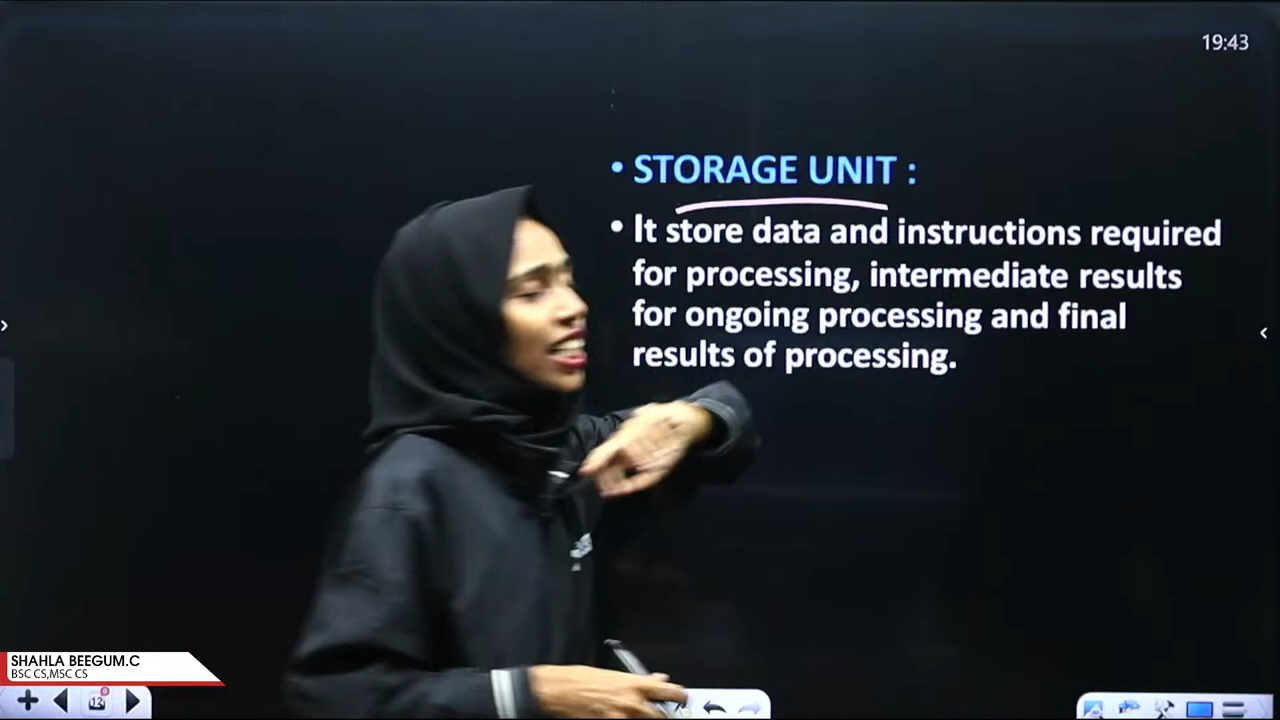 19:43
• STORAGE UNIT :
• It store data and instructions required
for processing, intermediate results
for ongoing processing and final
results of processing.
SHAHLA BEEGUM.C
BSC CS,MSC CS
12